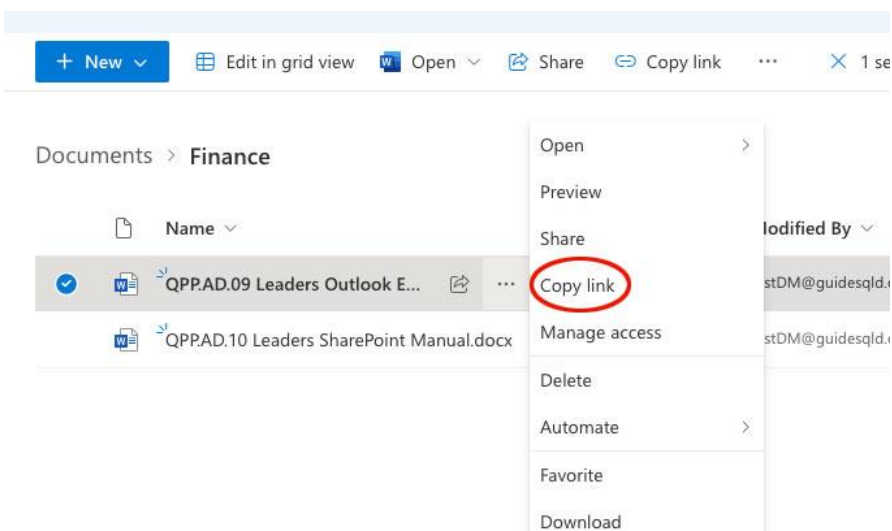 + New Edit in grid view Open Share Copy link ... 1 se
Documents > Finance
Open
Preview
Name
Share
lodified By
QPP.AD.09 Leaders Outlook E... ... Copy link stDM@guidesqld.
QPP.AD.10 Leaders SharePoint Manual.docx
Manage access
stDM@guidesqld.
Delete
Automate
Favorite
Download